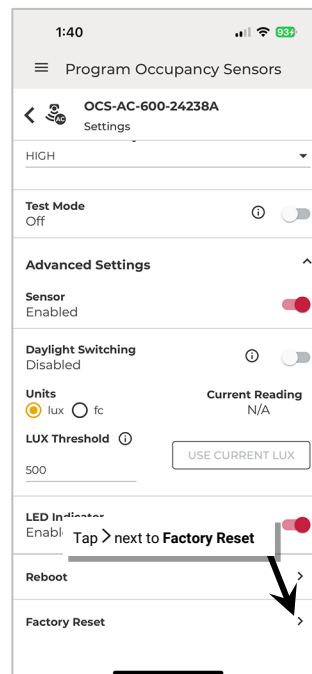 1:40
93
Program Occupancy Sensors
OCS-AC-600-24238A
AC
Settings
HIGH
Test Mode
Off
Advanced Settings
Sensor
Enabled
Daylight Switching
Disabled
Units
Current Reading
lux fc
N/A
LUX Threshold
USE CURRENT LUX
500
LED Indicator
Tap > next to Factory Reset
Reboot
Factory Reset